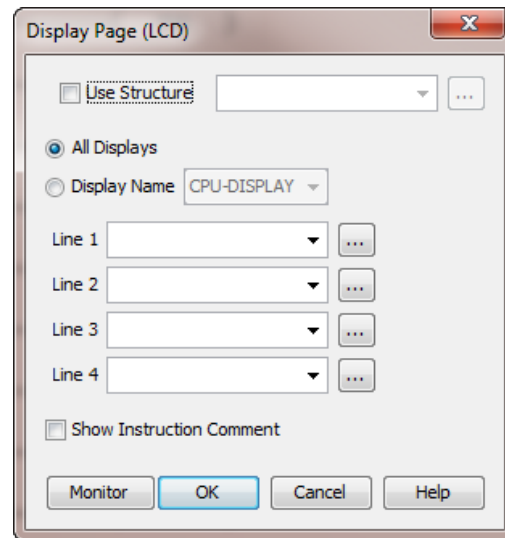 Display Page (LCD)
Use Structure
...
All Displays
Display Name CPU-DISPLAY
Line 1 ...
Line 2 ...
Line 3 ...
Line 4 ...
Show Instruction Comment
Monitor OK Cancel Help